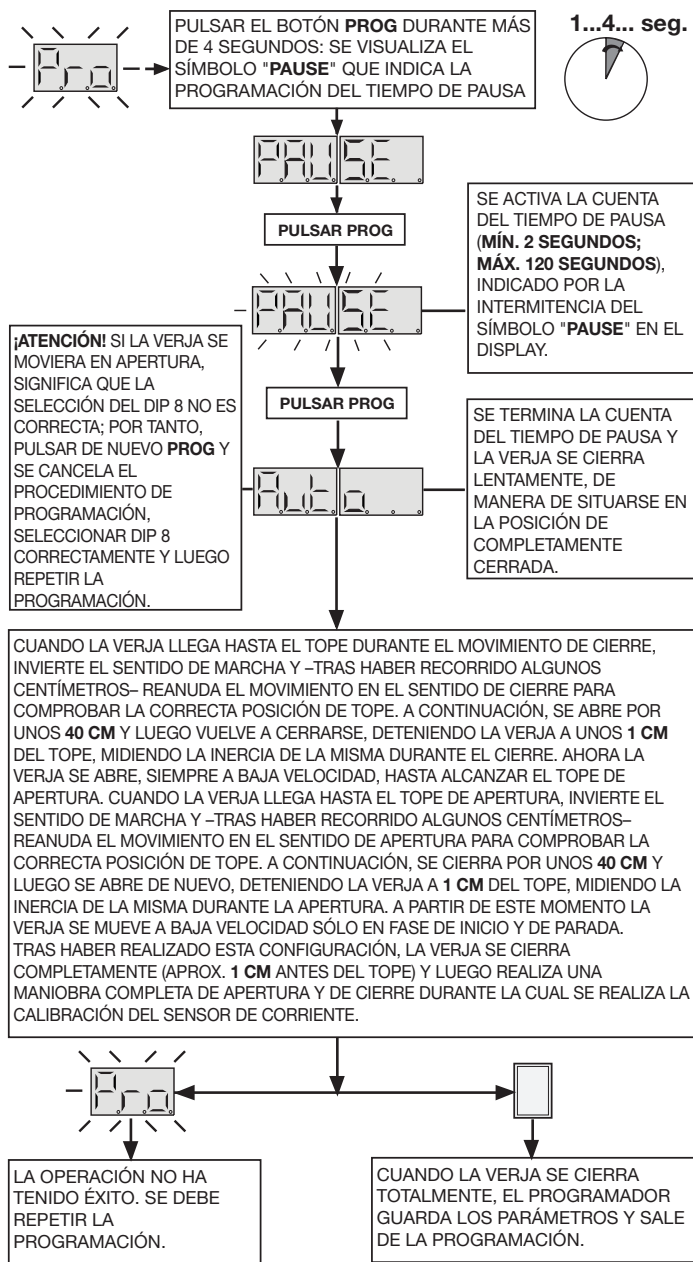 Pro
PULSAR EL BOTÓN PROG DURANTE MÁS
DE 4 SEGUNDOS: SE VISUALIZA EL
SÍMBOLO "PAUSE" QUE INDICA LA
PROGRAMACIÓN DEL TIEMPO DE PAUSA
1...4... seg.
PAUSE
PULSAR PROG
SE ACTIVA LA CUENTA
DEL TIEMPO DE PAUSA
(MÍN. 2 SEGUNDOS;
MÁX. 120 SEGUNDOS),
INDICADO POR LA
INTERMITENCIA DEL
SÍMBOLO "PAUSE" EN EL
DISPLAY.
PAUSE
¡ATENCIÓN! SI LA VERJA SE
MOVIERA EN APERTURA,
SIGNIFICA QUE LA
SELECCIÓN DEL DIP 8 NO ES
CORRECTA; POR TANTO,
PULSAR DE NUEVO PROG Y
SE CANCELA EL
PROCEDIMIENTO DE
PROGRAMACIÓN,
SELECCIONAR DIP 8
CORRECTAMENTE Y LUEGO
REPETIR LA
PROGRAMACIÓN.
PULSAR PROG
Auto
SE TERMINA LA CUENTA
DEL TIEMPO DE PAUSA Y
LA VERJA SE CIERRA
LENTAMENTE, DE
MANERA DE SITUARSE EN
LA POSICIÓN DE
COMPLETAMENTE
CERRADA.
CUANDO LA VERJA LLEGA HASTA EL TOPE DURANTE EL MOVIMIENTO DE CIERRE,
INVIERTE EL SENTIDO DE MARCHA Y –TRAS HABER RECORRIDO ALGUNOS
CENTÍMETROS– REANUDA EL MOVIMIENTO EN EL SENTIDO DE CIERRE PARA
COMPROBAR LA CORRECTA POSICIÓN DE TOPE. A CONTINUACIÓN, SE ABRE POR
UNOS 40 CM Y LUEGO VUELVE A CERRARSE, DETENIENDO LA VERJA A UNOS 1 CM
DEL TOPE, MIDIENDO LA INERCIA DE LA MISMA DURANTE EL CIERRE. AHORA LA
VERJA SE ABRE, SIEMPRE A BAJA VELOCIDAD, HASTA ALCANZAR EL TOPE DE
APERTURA. CUANDO LA VERJA LLEGA HASTA EL TOPE DE APERTURA, INVIERTE EL
SENTIDO DE MARCHA Y –TRAS HABER RECORRIDO ALGUNOS CENTÍMETROS–
REANUDA EL MOVIMIENTO EN EL SENTIDO DE APERTURA PARA COMPROBAR LA
CORRECTA POSICIÓN DE TOPE. A CONTINUACIÓN, SE CIERRA POR UNOS 40 CM Y
LUEGO SE ABRE DE NUEVO, DETENIENDO LA VERJA A 1 CM DEL TOPE, MIDIENDO LA
INERCIA DE LA MISMA DURANTE LA APERTURA. A PARTIR DE ESTE MOMENTO LA
VERJA SE MUEVE A BAJA VELOCIDAD SÓLO EN FASE DE INICIO Y DE PARADA.
TRAS HABER REALIZADO ESTA CONFIGURACIÓN, LA VERJA SE CIERRA
COMPLETAMENTE (APROX. 1 CM ANTES DEL TOPE) Y LUEGO REALIZA UNA
MANIOBRA COMPLETA DE APERTURA Y DE CIERRE DURANTE LA CUAL SE REALIZA LA
CALIBRACIÓN DEL SENSOR DE CORRIENTE.
Pro
LA OPERACIÓN NO HA
TENIDO ÉXITO. SE DEBE
REPETIR LA
PROGRAMACIÓN.
CUANDO LA VERJA SE CIERRA
TOTALMENTE, EL PROGRAMADOR
GUARDA LOS PARÁMETROS Y SALE
DE LA PROGRAMACIÓN.